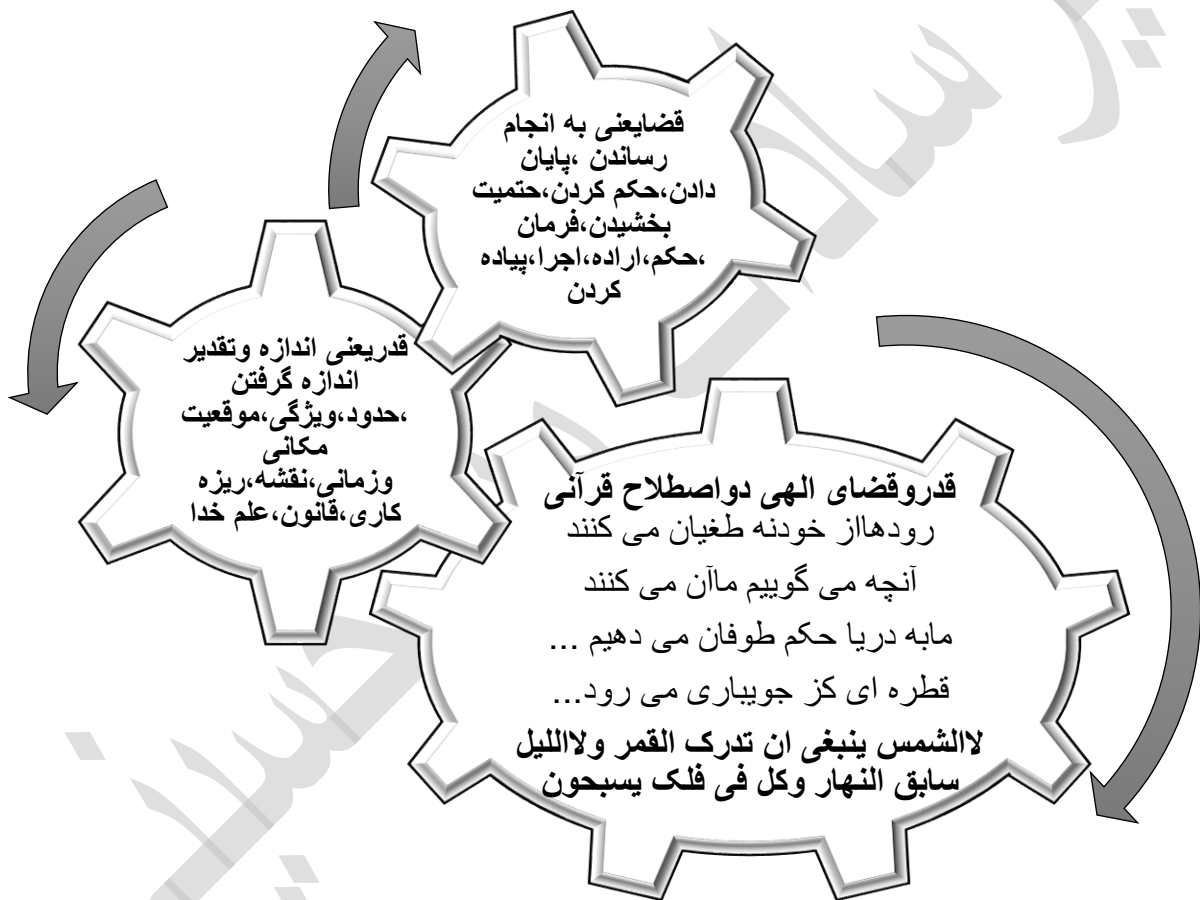 قضایعنی به انجام
رساندن ،پایان
دادن،حکم کردن،حتمیت
بخشیدن،فرمان
،حکم،اراده،اجرا،پیاده
کردن
قدریعنی اندازه وتقدیر
اندازه گرفتن
،حدود،ویژگی،موقعیت
مکانی
وزمانی،نقشه،ریزه
کاری،قانون،علم خدا
قدروقضای الهی دواصطلاح قرآنی
رودهااز خودنه طغیان می کنند
آنچه می گوییم ماآن می کنند
مابه دریا حکم طوفان می دهیم ...
قطره ای کز جویباری می رود...
لاالشمس ینبغی ان تدرک القمر ولااللیل
سابق النهار وکل فی فلک یسبحون